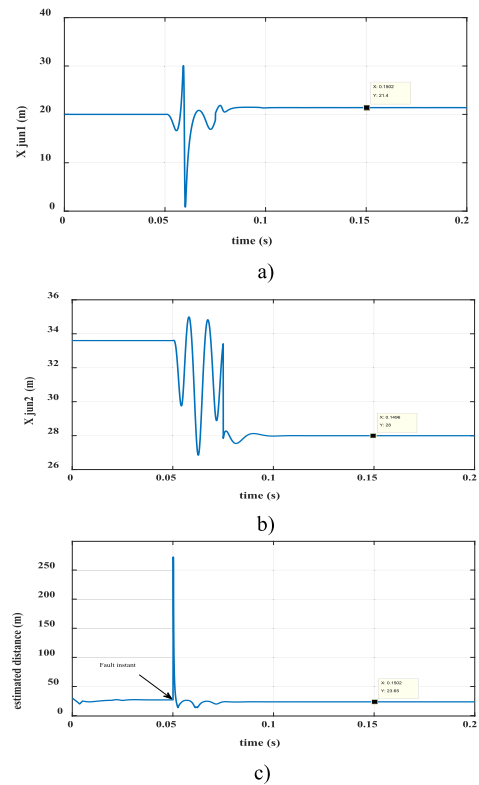 40
30
20
10
0
X jun1 (m)
X: 0.1502
Y: 21.4
0 0.05 0.1 0.15 0.2
time (s)
a)
36
34
32
30
28
26
X jun2 (m)
X: 0.1496
Y: 28
0 0.05 0.1 0.15 0.2
time (s)
b)
250
200
150
100
50
0
estimated distance (m)
Fault instant
X: 0.1502
Y: 23.65
0 0.05 0.1 0.15 0.2
time (s)
c)